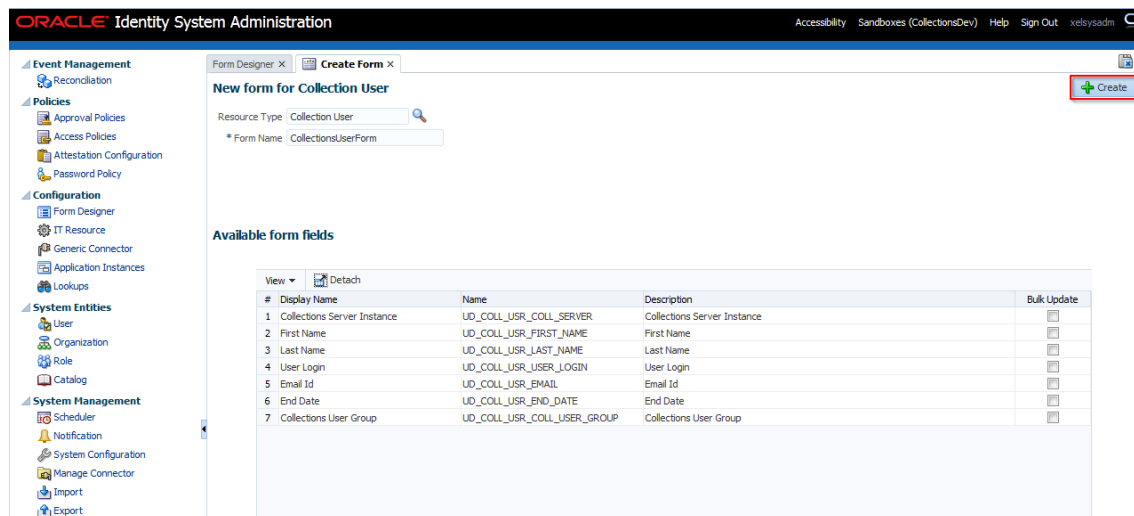 ORACLE Identity System Administration
Accessibility Sandboxes (CollectionsDev) Help Sign Out xelsysadm
Event Management
Reconciliation
Policies
Approval Policies
Access Policies
Attestation Configuration
Password Policy
Configuration
Form Designer
IT Resource
Generic Connector
Application Instances
Lookups
System Entities
User
Organization
Role
Catalog
System Management
Scheduler
Notification
System Configuration
Manage Connector
Import
Export
Form Designer × Create Form ×
New form for Collection User
Create
Resource Type Collection User
* Form Name CollectionsUserForm
Available form fields
View Detach
# Display Name Name Description Bulk Update
1 Collections Server Instance UD_COLL_USR_COLL_SERVER Collections Server Instance
2 First Name UD_COLL_USR_FIRST_NAME First Name
3 Last Name UD_COLL_USR_LAST_NAME Last Name
4 User Login UD_COLL_USR_USER_LOGIN User Login
5 Email Id UD_COLL_USR_EMAIL Email Id
6 End Date UD_COLL_USR_END_DATE End Date
7 Collections User Group UD_COLL_USR_COLL_USER_GROUP Collections User Group